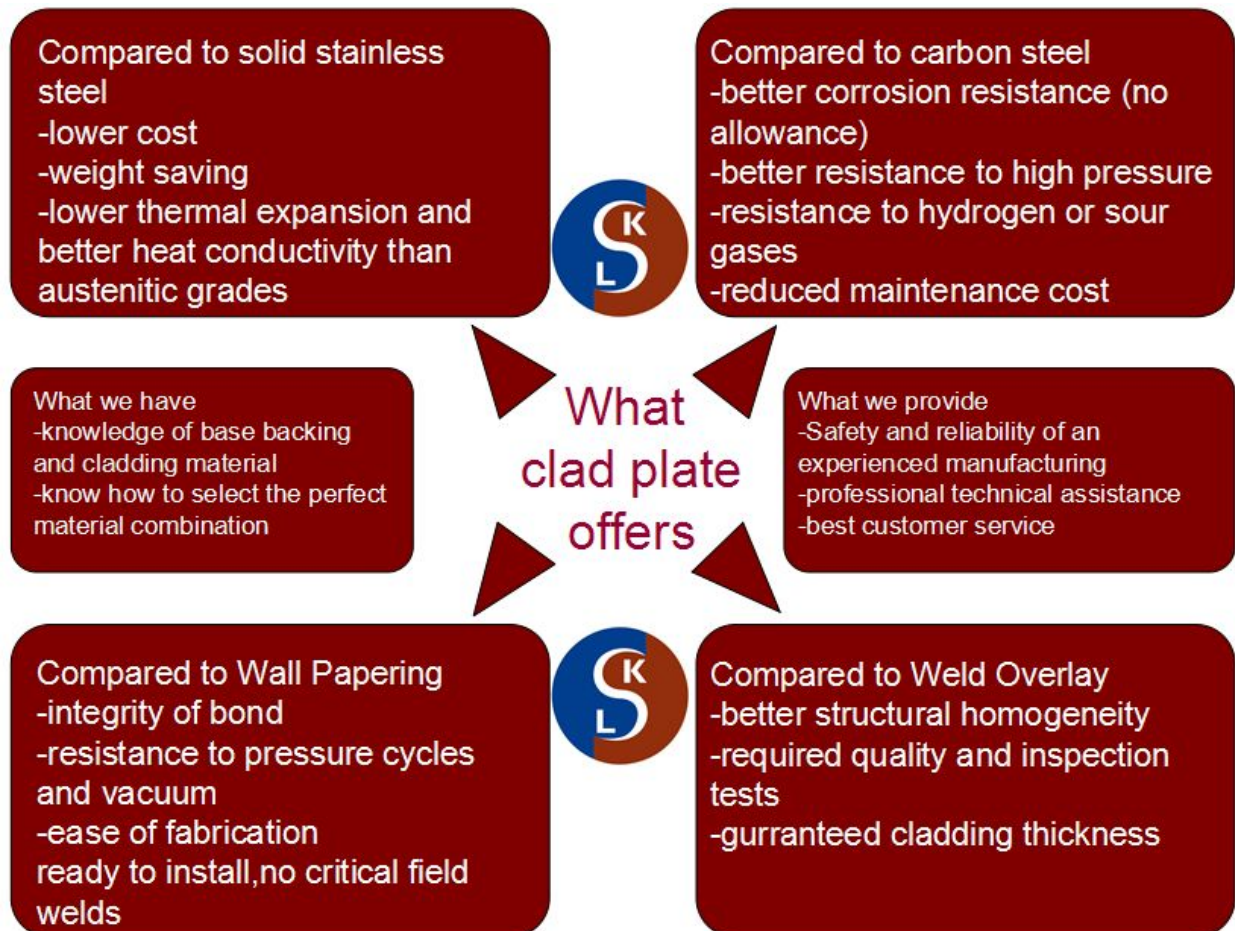 Compared to solid stainless
steel
-lower cost
-weight saving
-lower thermal expansion and
better heat conductivity than
austenitic grades
Compared to carbon steel
-better corrosion resistance (no
allowance)
-better resistance to high pressure
-resistance to hydrogen or sour
gases
-reduced maintenance cost
LSK
What we have
-knowledge of base backing
and cladding material
-know how to select the perfect
material combination
What
clad plate
offers
What we provide
-Safety and reliability of an
experienced manufacturing
-professional technical assistance
-best customer service
Compared to Wall Papering
-integrity of bond
-resistance to pressure cycles
and vacuum
-ease of fabrication
ready to install,no critical field
welds
LSK
Compared to Weld Overlay
-better structural homogeneity
-required quality and inspection
tests
-gurranteed cladding thickness